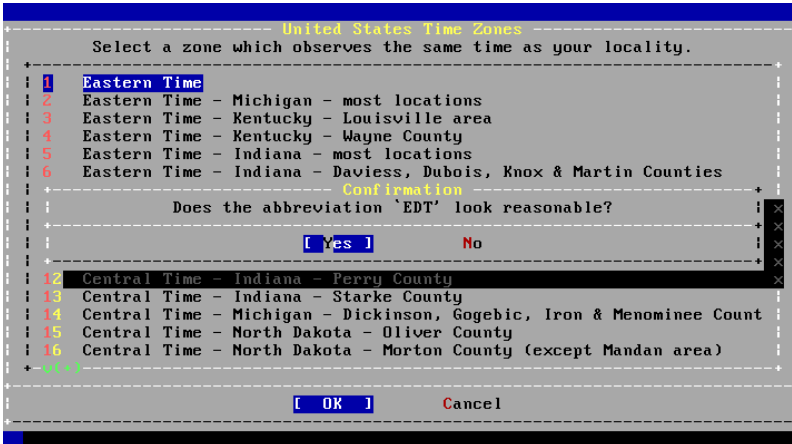 United States Time Zones
Select a zone which observes the same time as your locality.
1 Eastern Time
2 Eastern Time - Michigan - most locations
3 Eastern Time - Kentucky - Louisville area
4 Eastern Time - Kentucky - Wayne County
5 Eastern Time - Indiana - most locations
6 Eastern Time - Indiana - Daviess, Dubois, Knox & Martin Counties
Confirmation
Does the abbreviation `EDT' look reasonable?
[ Yes ] No
12 Central Time - Indiana - Perry County
13 Central Time - Indiana - Starke County
14 Central Time - Michigan - Dickinson, Gogebic, Iron & Menominee Count
15 Central Time - North Dakota - Oliver County
16 Central Time - North Dakota - Morton County (except Mandan area)
v(+)
[ OK ] Cancel